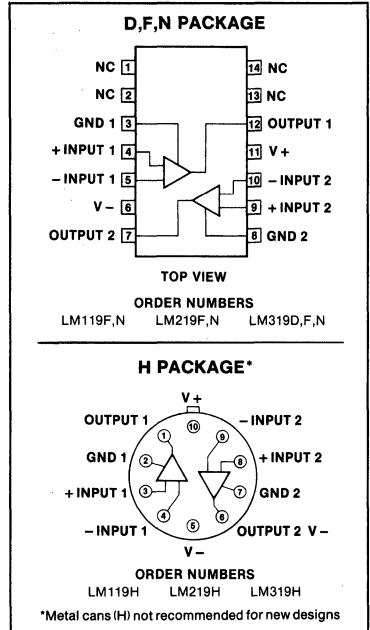 D,F,N PACKAGE
NC 1 14 NC
NC 2 13 NC
GND 1 3 12 OUTPUT 1
+ INPUT 1 4 11 V +
- INPUT 1 5 10 - INPUT 2
V - 6 9 + INPUT 2
OUTPUT 2 7 8 GND 2
TOP VIEW
ORDER NUMBERS
LM119F,N LM219F,N LM319D,F,N
H PACKAGE*
V +
OUTPUT 1 10 - INPUT 2
1 9
GND 1 2 8 + INPUT 2
+ INPUT 1 3 7 GND 2
- INPUT 1 4 5 6 OUTPUT 2 V -
V -
ORDER NUMBERS
LM119H LM219H LM319H
*Metal cans (H) not recommended for new designs